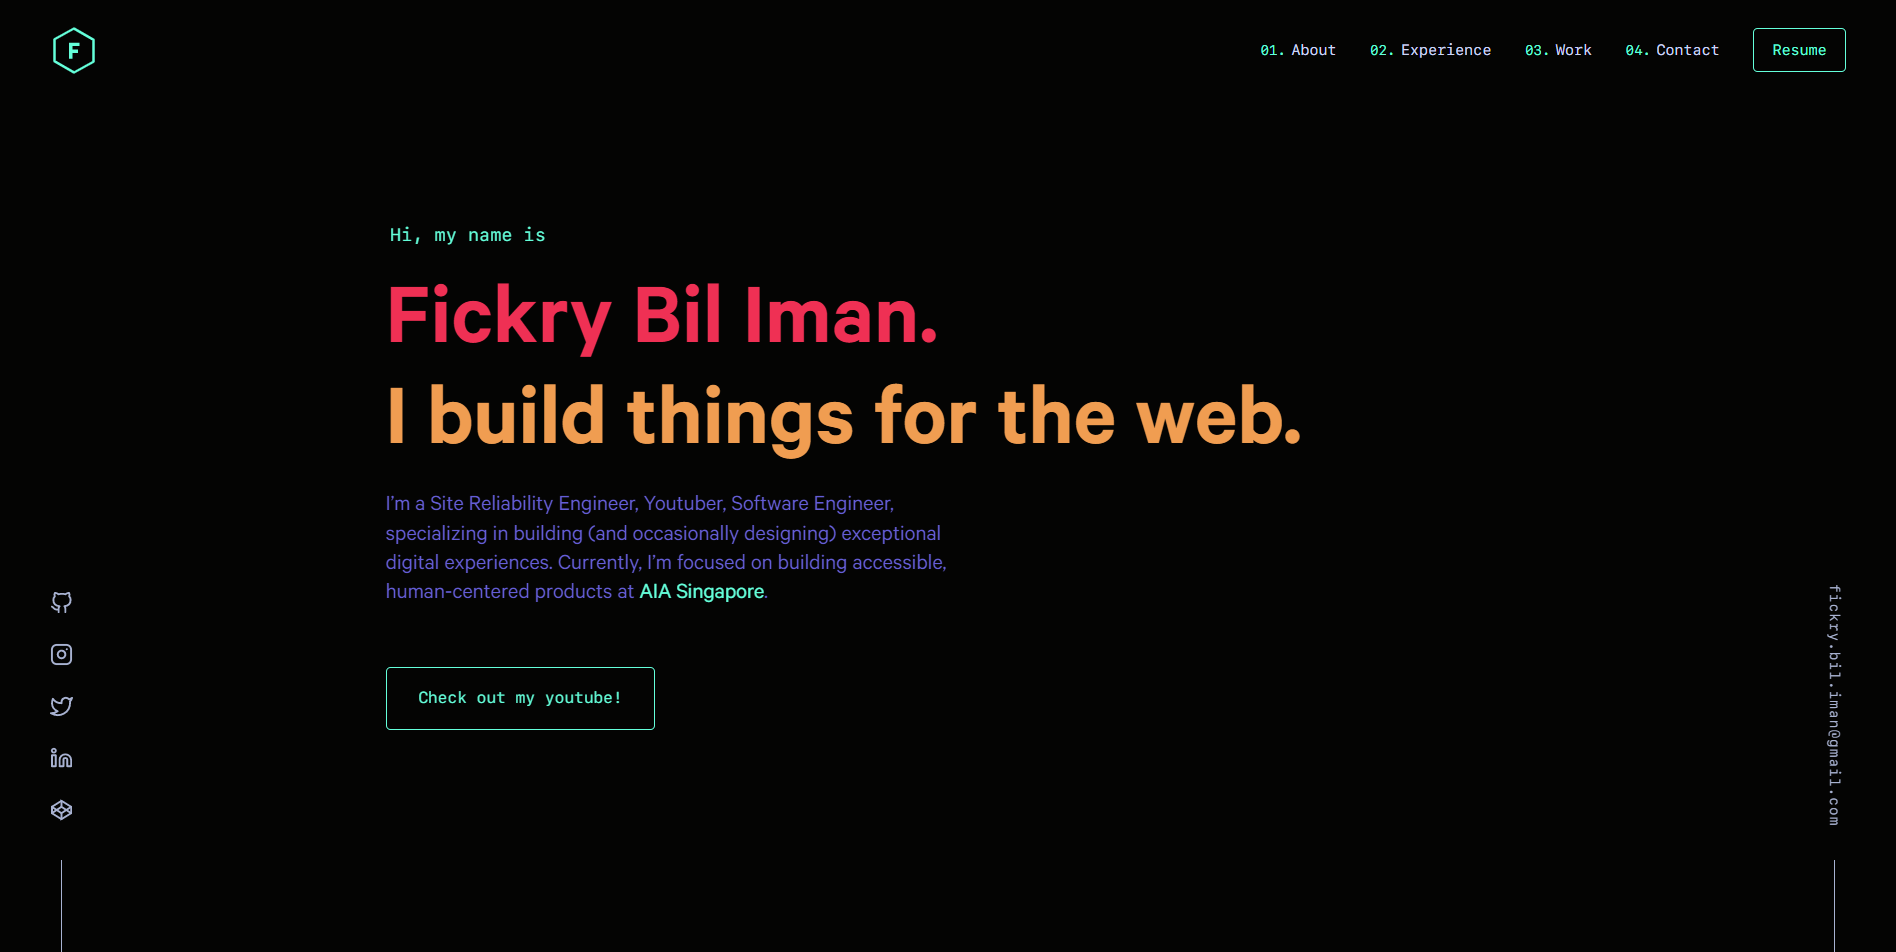 F
01. About 02. Experience 03. Work 04. Contact Resume
Hi, my name is
Fickry Bil Iman.
I build things for the web.
I'm a Site Reliability Engineer, Youtuber, Software Engineer,
specializing in building (and occasionally designing) exceptional
digital experiences. Currently, I'm focused on building accessible,
human-centered products at AIA Singapore.
Check out my youtube!
fickry.bil.iman@gmail.com